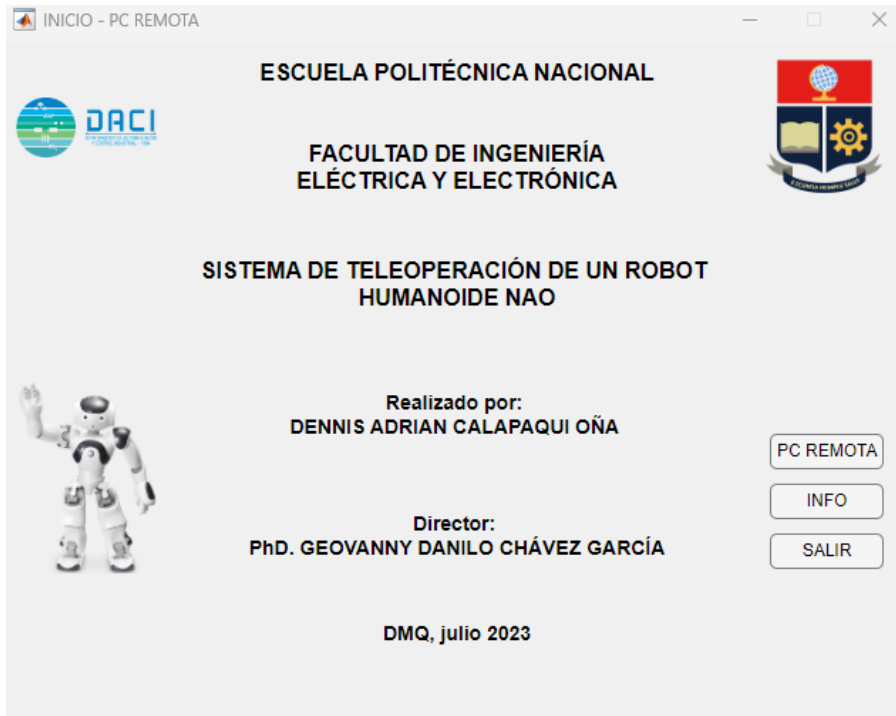 INICIO - PC REMOTA
ESCUELA POLITÉCNICA NACIONAL
DACI
FACULTAD DE INGENIERÍA
ELÉCTRICA Y ELECTRÓNICA
SISTEMA DE TELEOPERACIÓN DE UN ROBOT
HUMANOIDE NAO
Realizado por:
DENNIS ADRIAN CALAPAQUI OÑA
PC REMOTA
INFO
Director:
PhD. GEOVANNY DANILO CHÁVEZ GARCÍA
SALIR
DMQ, julio 2023